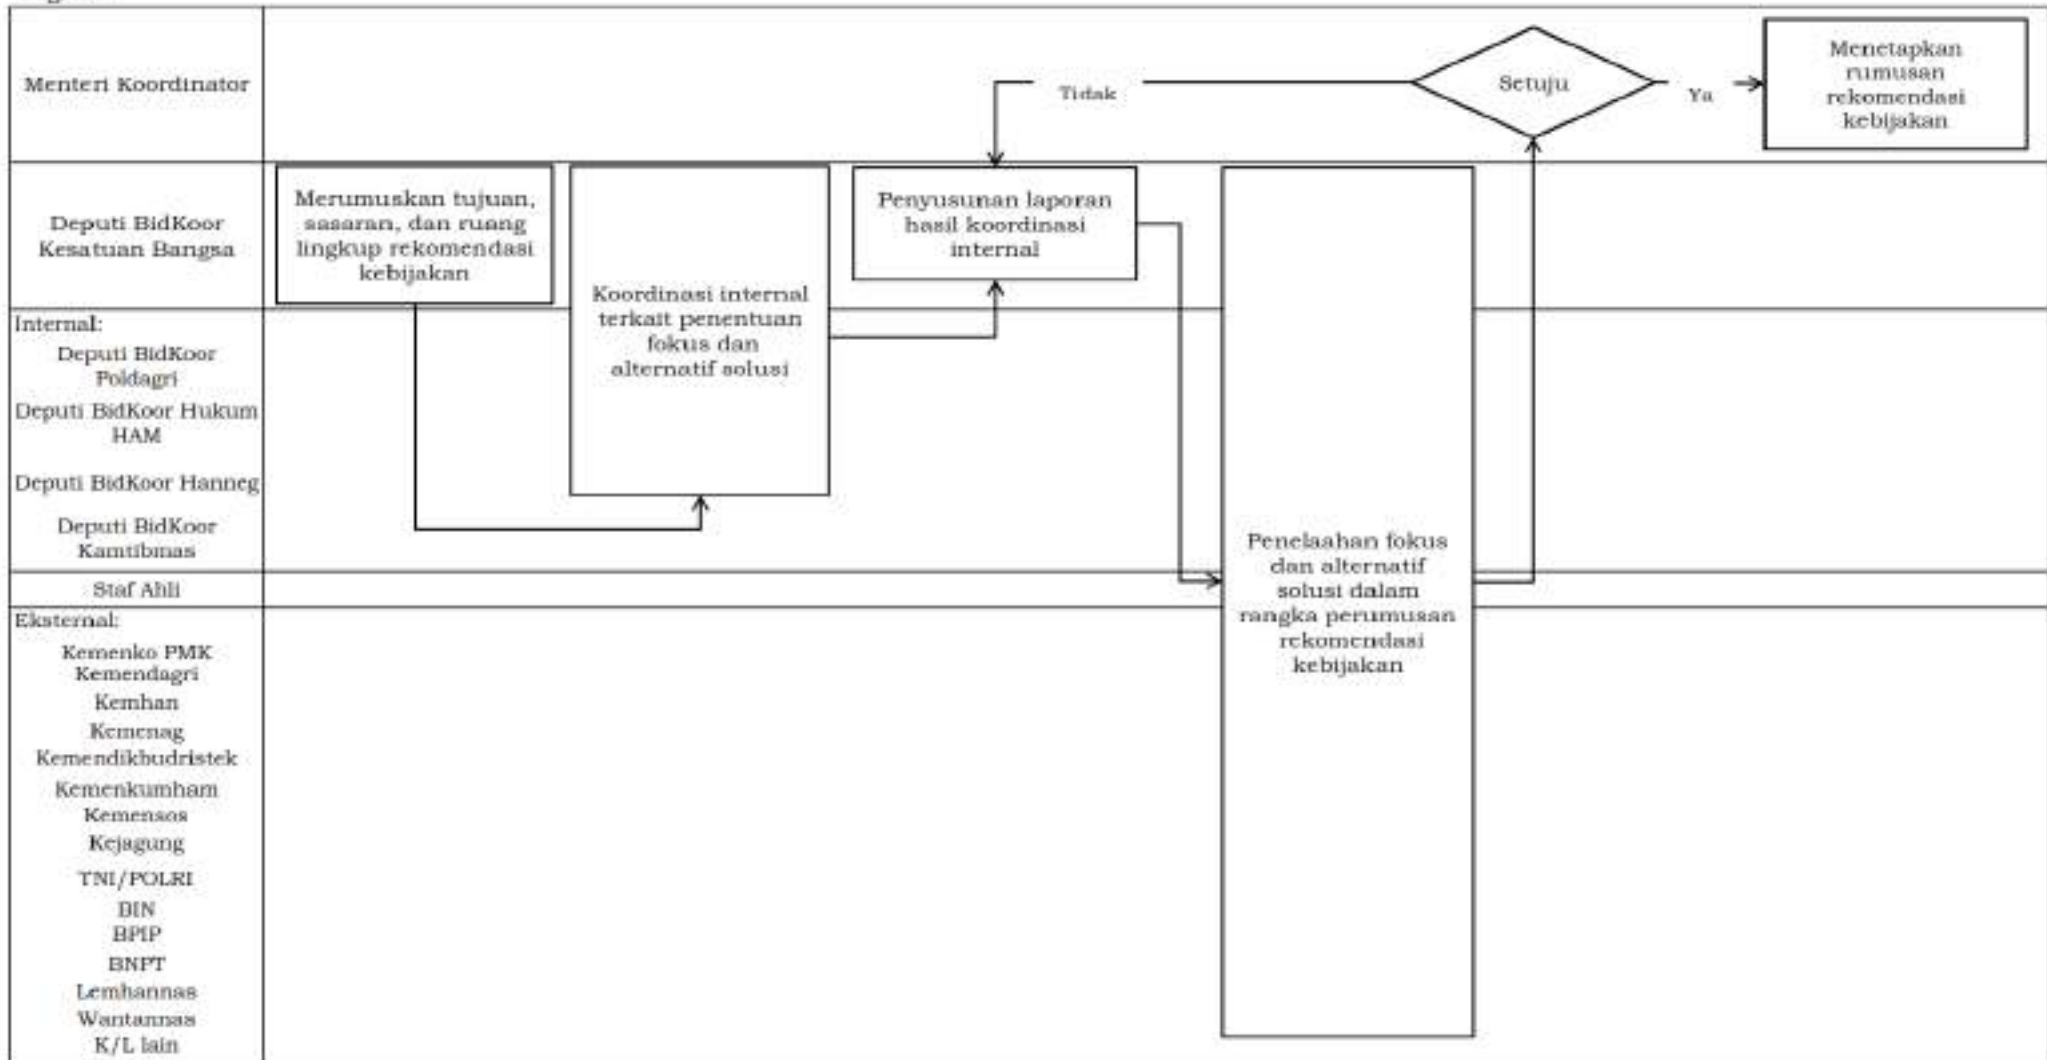 Menteri Koordinator
Tidak
Setuju
Ya
Menetapkan
rumusan
rekomendasi
kebijakan
Deputi BidKoor
Kesatuan Bangsa
Merumuskan tujuan,
sasaran, dan ruang
lingkup rekomendasi
kebijakan
Koordinasi internal
terkait penentuan
fokus dan
alternatif solusi
Penyusunan laporan
hasil koordinasi
internal
Internal:
Deputi BidKoor
Poldagri
Deputi BidKoor Hukum
HAM
Deputi BidKoor Hanneg
Deputi BidKoor
Kamtibmas
Penelaahan fokus
dan alternatif
solusi dalam
rangka perumusan
rekomendasi
kebijakan
Staf Ahli
Eksternal:
Kemenko PMK
Kemendagri
Kemhan
Kemenag
Kemendikbudristek
Kemenkumham
Kemensos
Kejagung
TNI/POLRI
BIN
BPIP
BNPT
Lemhannas
Wantannas
K/L lain